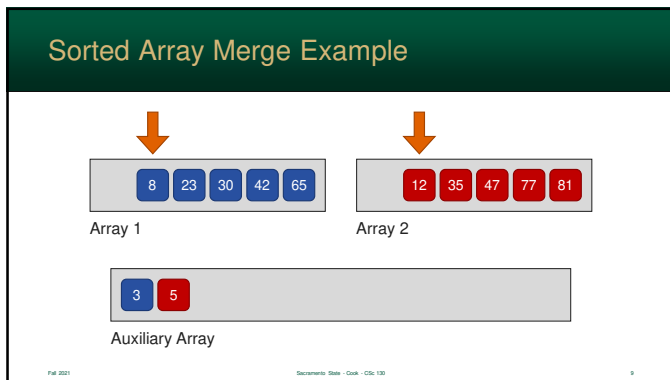 Sorted Array Merge Example
8 23 30 42 65
12 35 47 77 81
Array 1
Array 2
3 5
Auxiliary Array
Fall 2021
Sacramento State - Cook - CSc 130
9